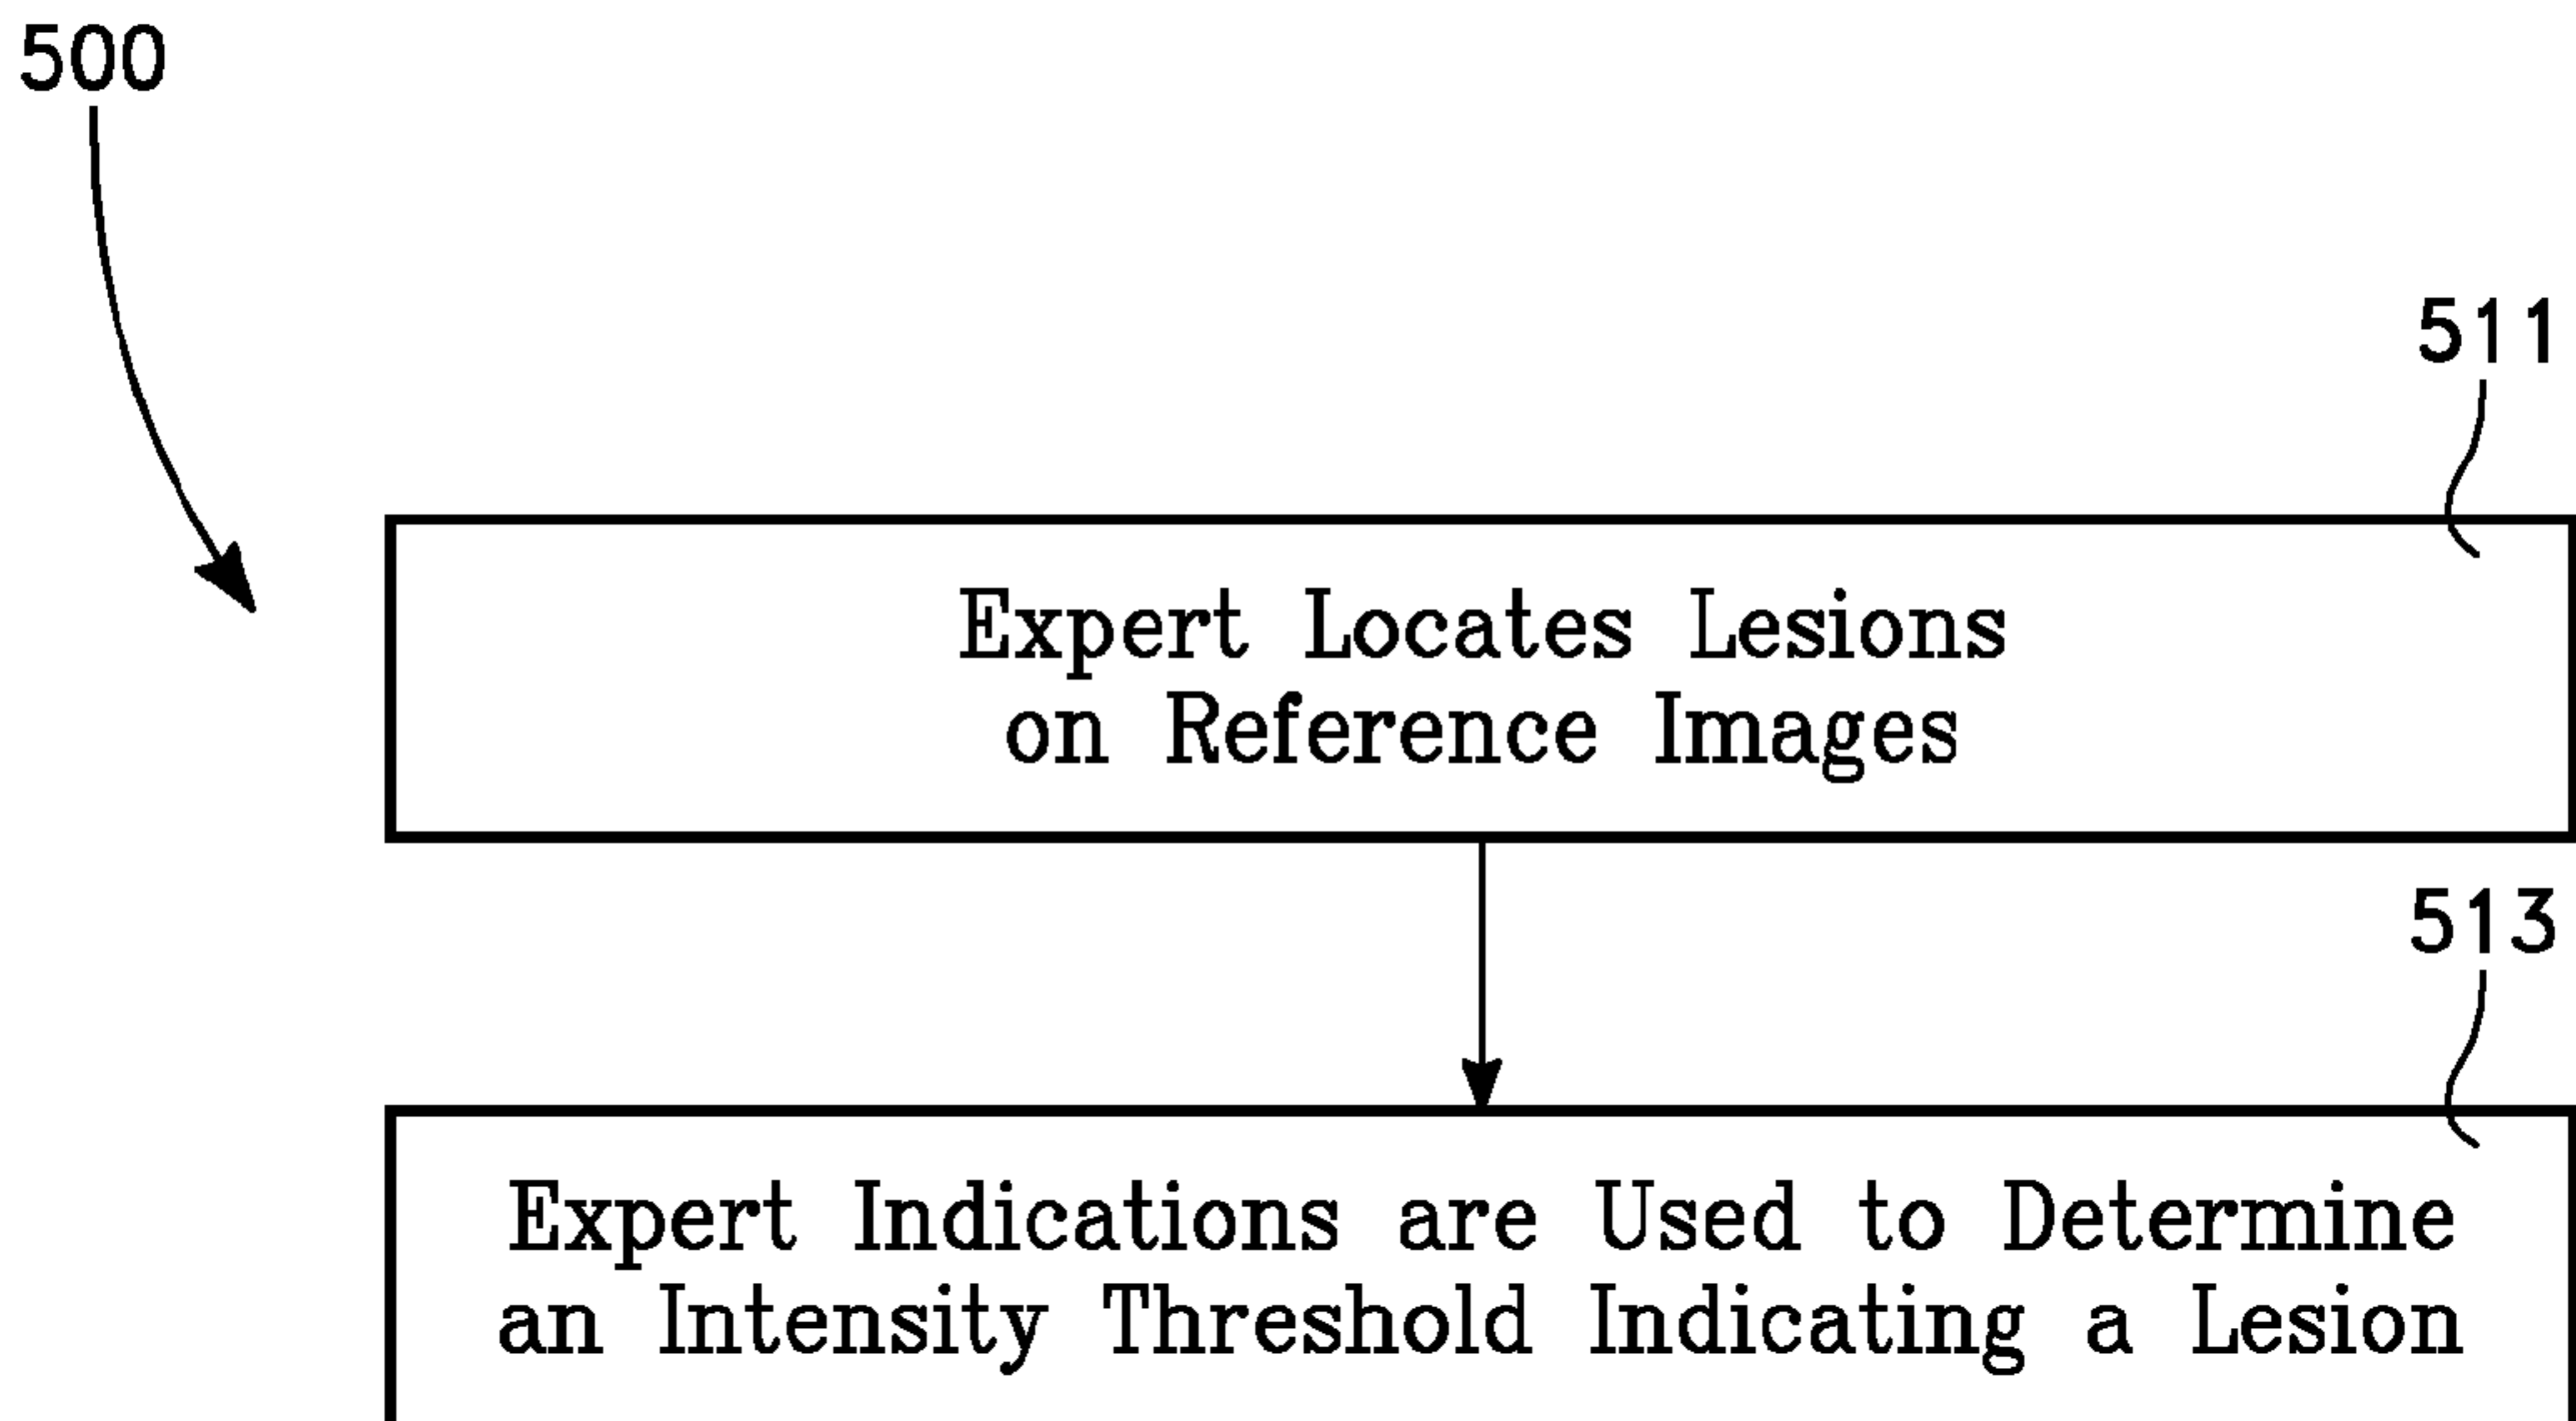 500
511
Expert Locates Lesions
on Reference Images
513
Expert Indications are Used to Determine
an Intensity Threshold Indicating a Lesion